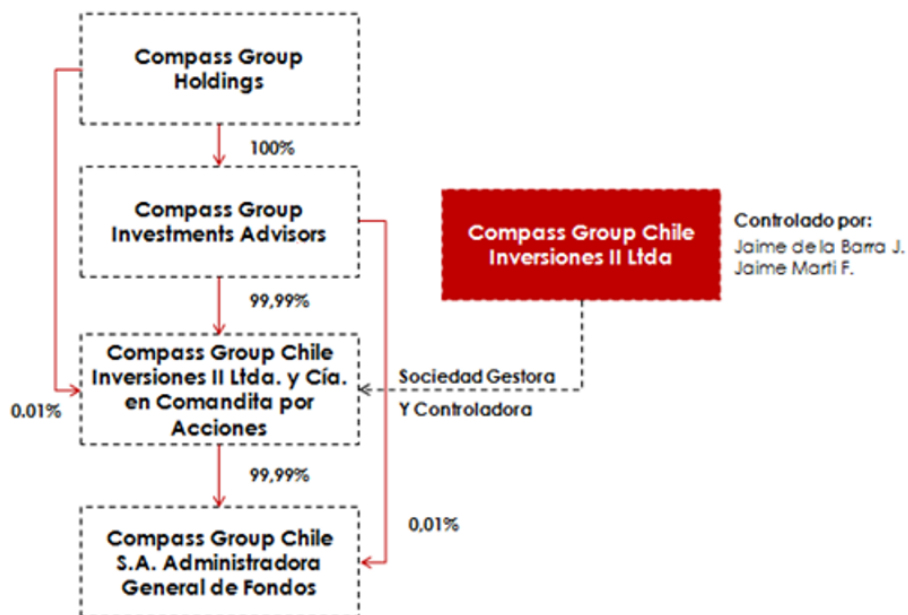 Compass Group
Holdings
100%
Compass Group
Investments Advisors
Compass Group Chile
Inversiones II Ltda
Controlado por:
Jaime de la Barra J.
Jaime Marti F.
99,99%
Compass Group Chile
Inversiones II Ltda. y Cía.
en Comandita por
Acciones
Sociedad Gestora
Y Controladora
0.01%
99,99%
0,01%
Compass Group Chile
S.A. Administradora
General de Fondos